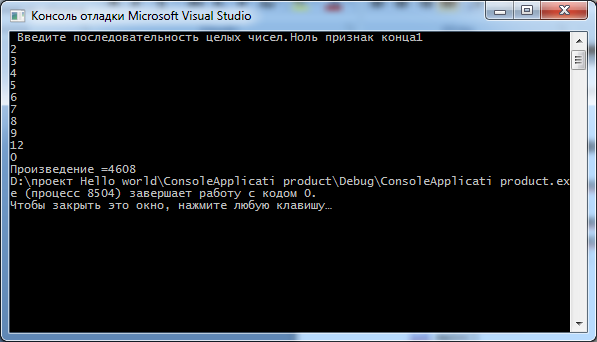 Консоль отладки Microsoft Visual Studio
Введите последовательность целых чисел.Ноль признак конца1
2
3
4
5
6
7
8
9
12
0
Произведение =4608
D:\проект Hello world\ConsoleApplicati product\Debug\ConsoleApplicati product.ex
e (процесс 8504) завершает работу с кодом 0.
Чтобы закрыть это окно, нажмите любую клавишу…